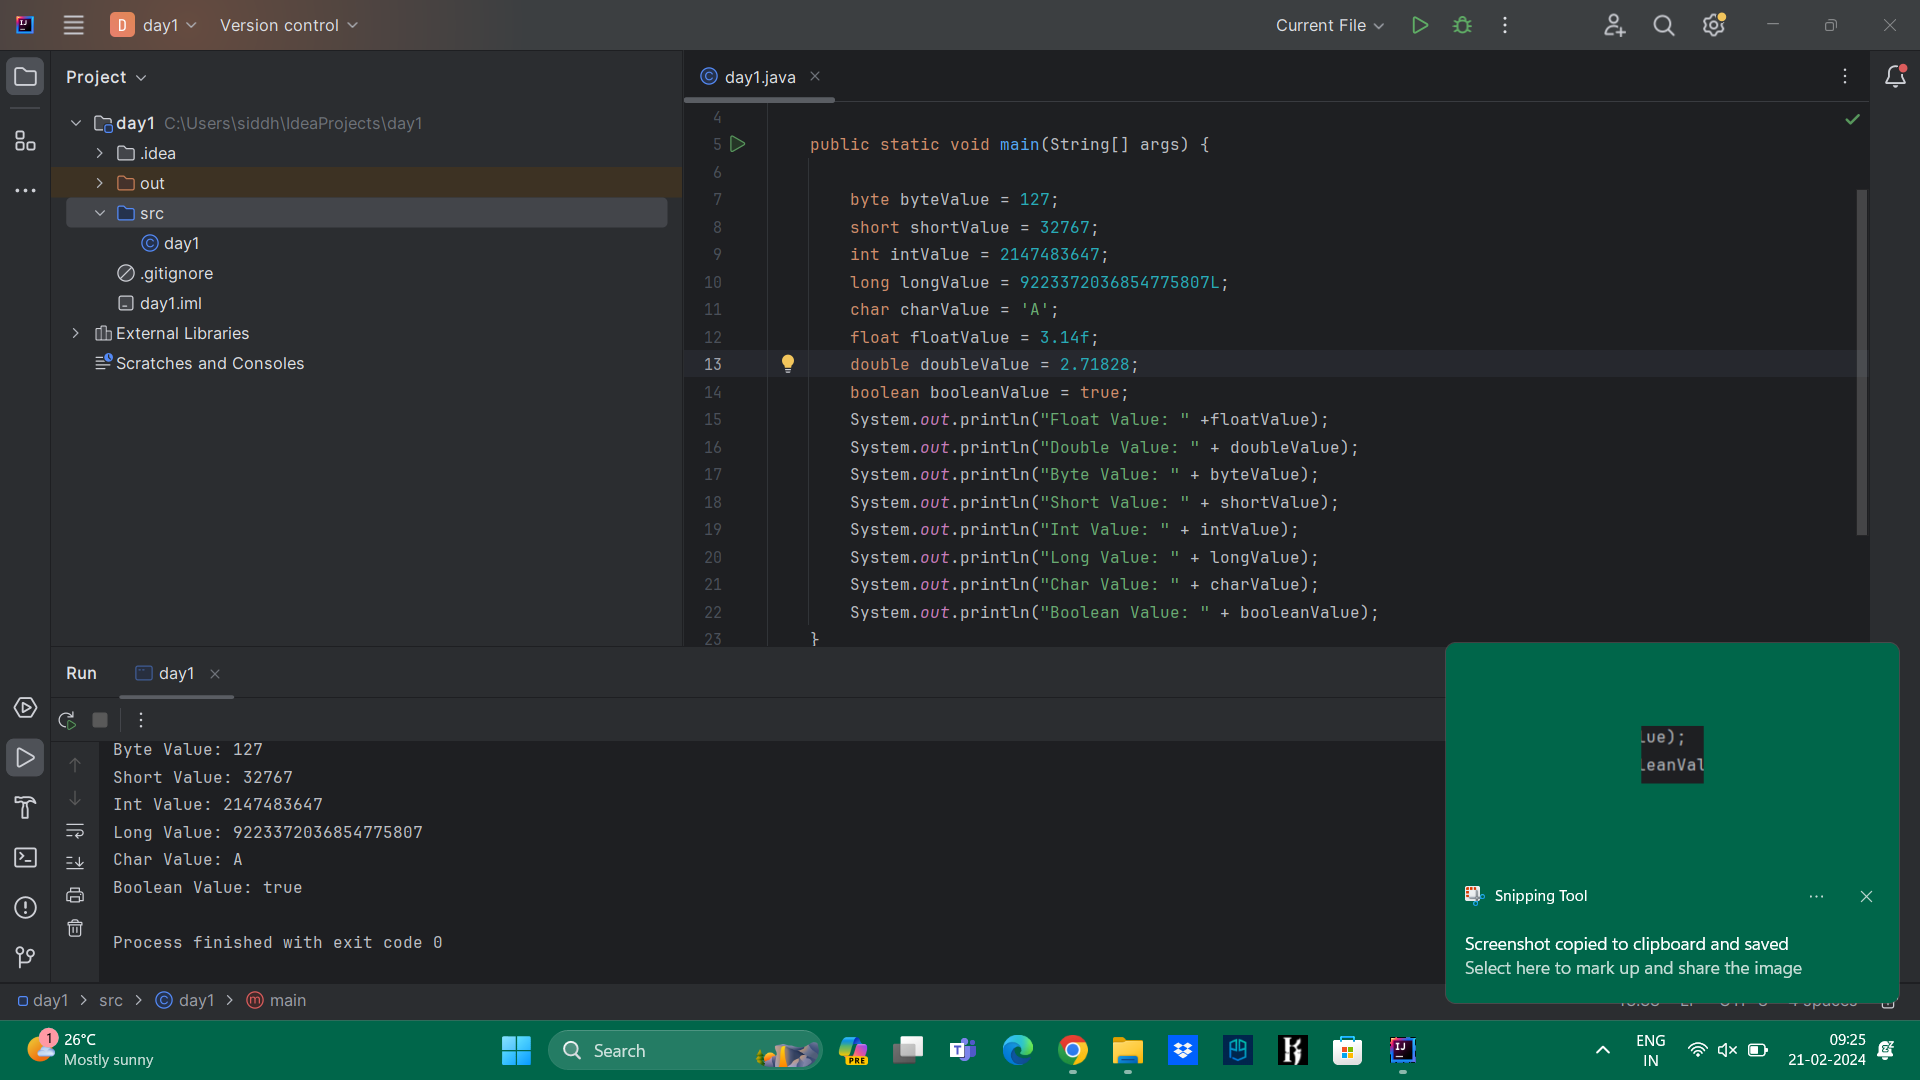 D day1 Version control Current File
Project
day1 C:\Users\siddh\IdeaProjects\day1
.idea
out
src
day1
.gitignore
day1.iml
External Libraries
Scratches and Consoles
day1.java
4
5 public static void main(String[] args) {
6
7 byte byteValue = 127;
8 short shortValue = 32767;
9 int intValue = 2147483647;
10 long longValue = 9223372036854775807L;
11 char charValue = 'A';
12 float floatValue = 3.14f;
13 double doubleValue = 2.71828;
14 boolean booleanValue = true;
15 System.out.println("Float Value: " +floatValue);
16 System.out.println("Double Value: " + doubleValue);
17 System.out.println("Byte Value: " + byteValue);
18 System.out.println("Short Value: " + shortValue);
19 System.out.println("Int Value: " + intValue);
20 System.out.println("Long Value: " + longValue);
21 System.out.println("Char Value: " + charValue);
22 System.out.println("Boolean Value: " + booleanValue);
23 }
Run day1
Byte Value: 127
Short Value: 32767
Int Value: 2147483647
Long Value: 9223372036854775807
Char Value: A
Boolean Value: true
Process finished with exit code 0
lue);
leanVal
Snipping Tool
Screenshot copied to clipboard and saved
Select here to mark up and share the image
day1 > src > day1 > main
1 26°C
Mostly sunny
Search
PRE
ENG
IN
09:25
21-02-2024